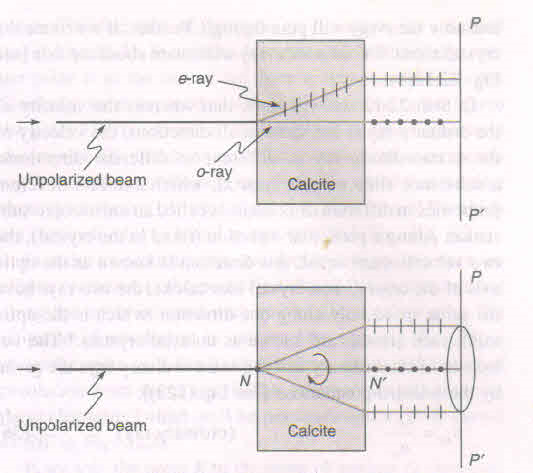 P
e-ray
o-ray
Unpolarized beam
Calcite
P'
P
N
N'
Unpolarized beam
Calcite
P'